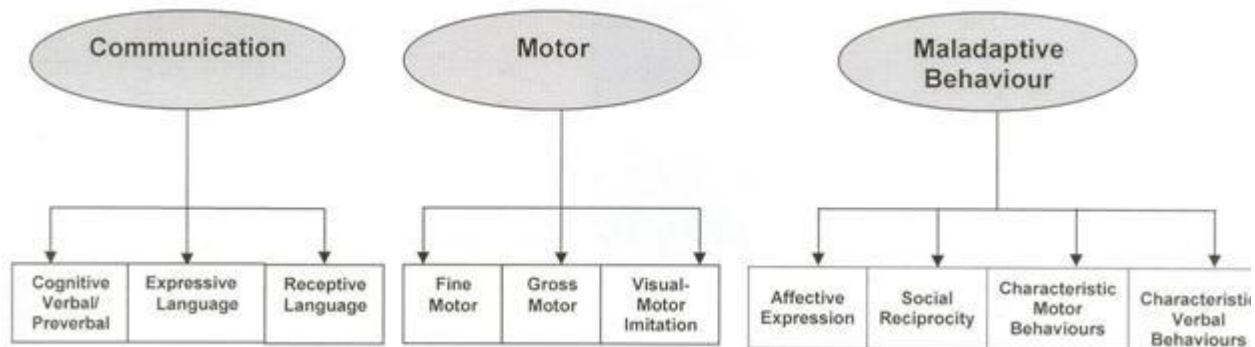 Communication
Motor
Maladaptive
Behaviour
Cognitive
Verbal/
Preverbal
Expressive
Language
Receptive
Language
Fine
Motor
Gross
Motor
Visual-
Motor
Imitation
Affective
Expression
Social
Reciprocity
Characteristic
Motor
Behaviours
Characteristic
Verbal
Behaviours